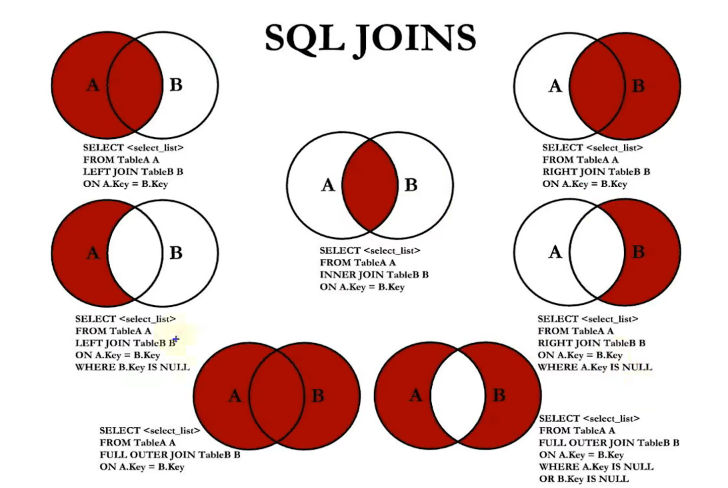 SQL JOINS
A B
SELECT <select_list>
FROM TableA A
LEFT JOIN TableB B
ON A.Key = B.Key
A B
SELECT <select_list>
FROM TableA A
RIGHT JOIN TableB B
ON A.Key = B.Key
A B
SELECT <select_list>
FROM TableA A
INNER JOIN TableB B
ON A.Key = B.Key
A B
SELECT <select_list>
FROM TableA A
LEFT JOIN TableB B
ON A.Key = B.Key
WHERE B.Key IS NULL
A B
SELECT <select_list>
FROM TableA A
RIGHT JOIN TableB B
ON A.Key = B.Key
WHERE A.Key IS NULL
A B
SELECT <select_list>
FROM TableA A
FULL OUTER JOIN TableB B
ON A.Key = B.Key
A B
SELECT <select_list>
FROM TableA A
FULL OUTER JOIN TableB B
ON A.Key = B.Key
WHERE A.Key IS NULL
OR B.Key IS NULL